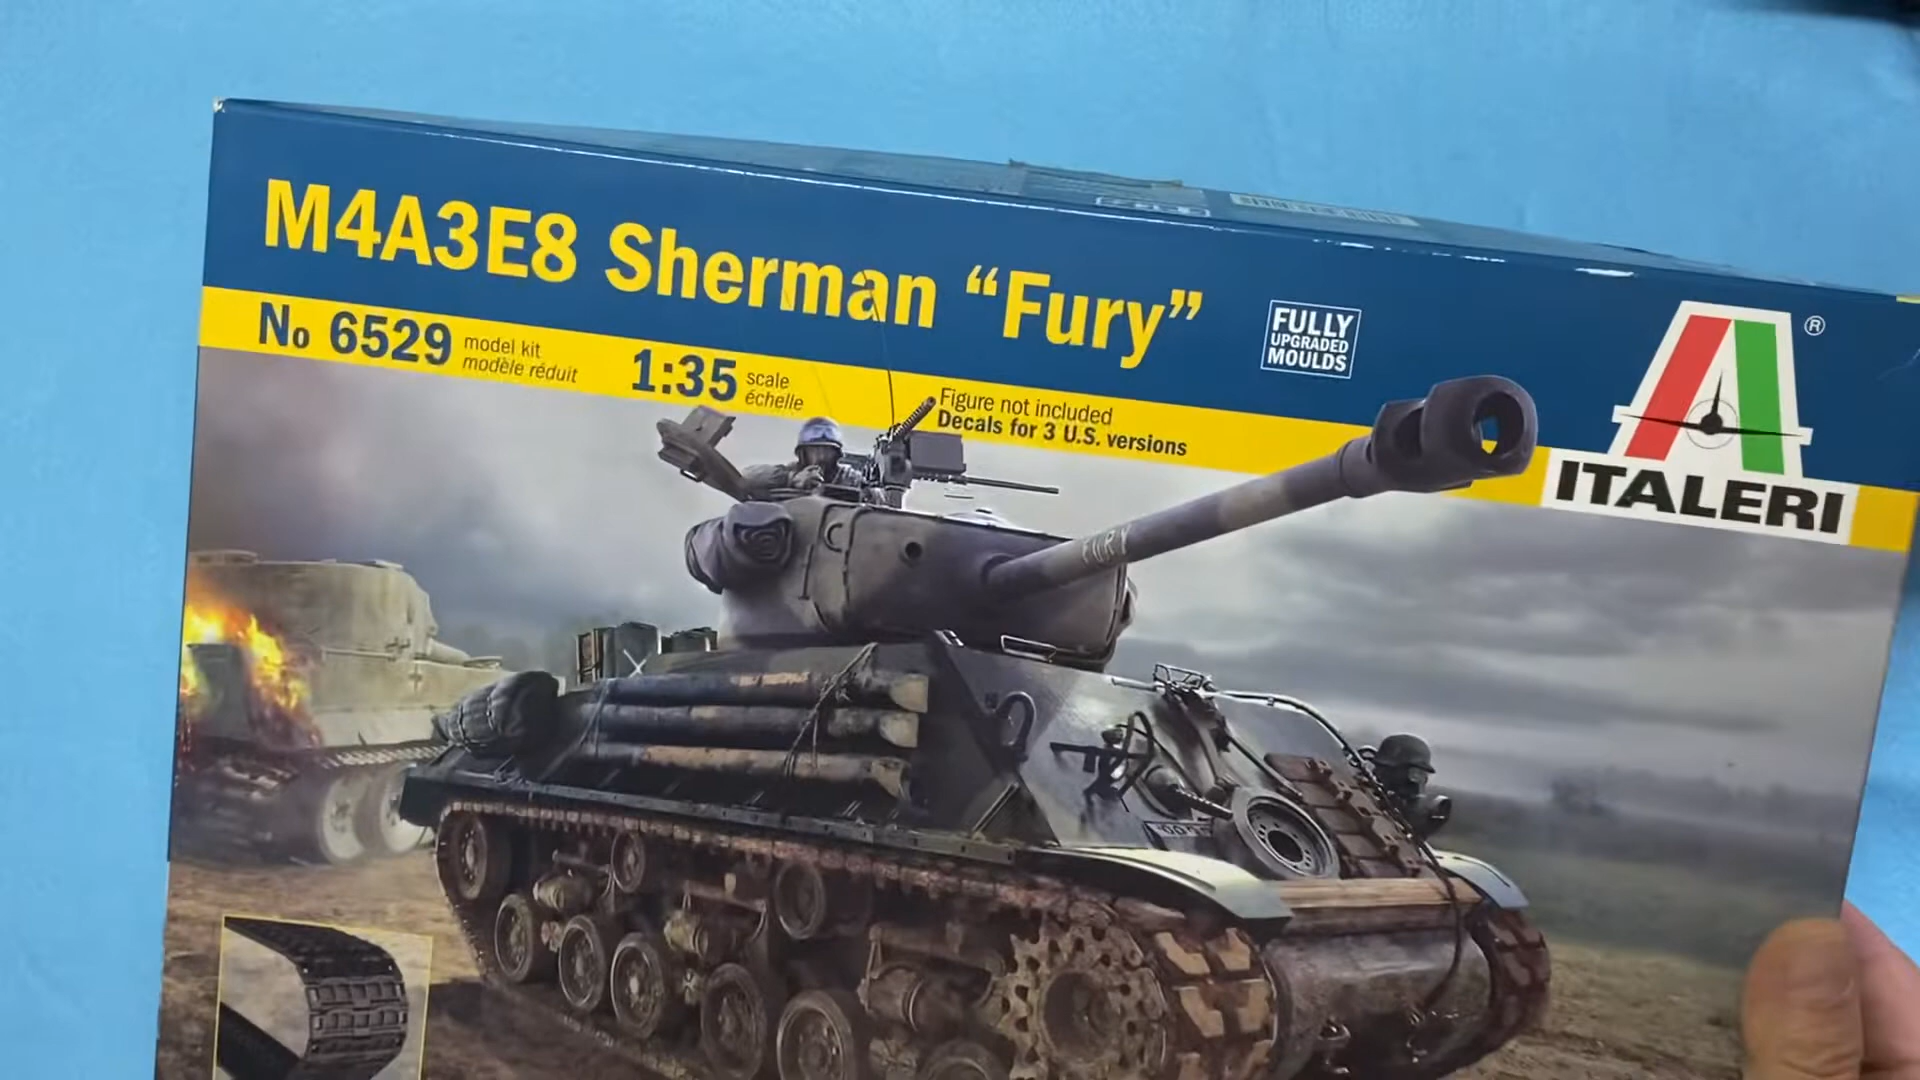 M4A3E8 Sherman “Fury”
No 6529 model kit
modèle réduit
1:35 scale
échelle
Figure not included
Decals for 3 U.S. versions
FULLY
UPGRADED
MOULDS
®
ITALERI
FURY